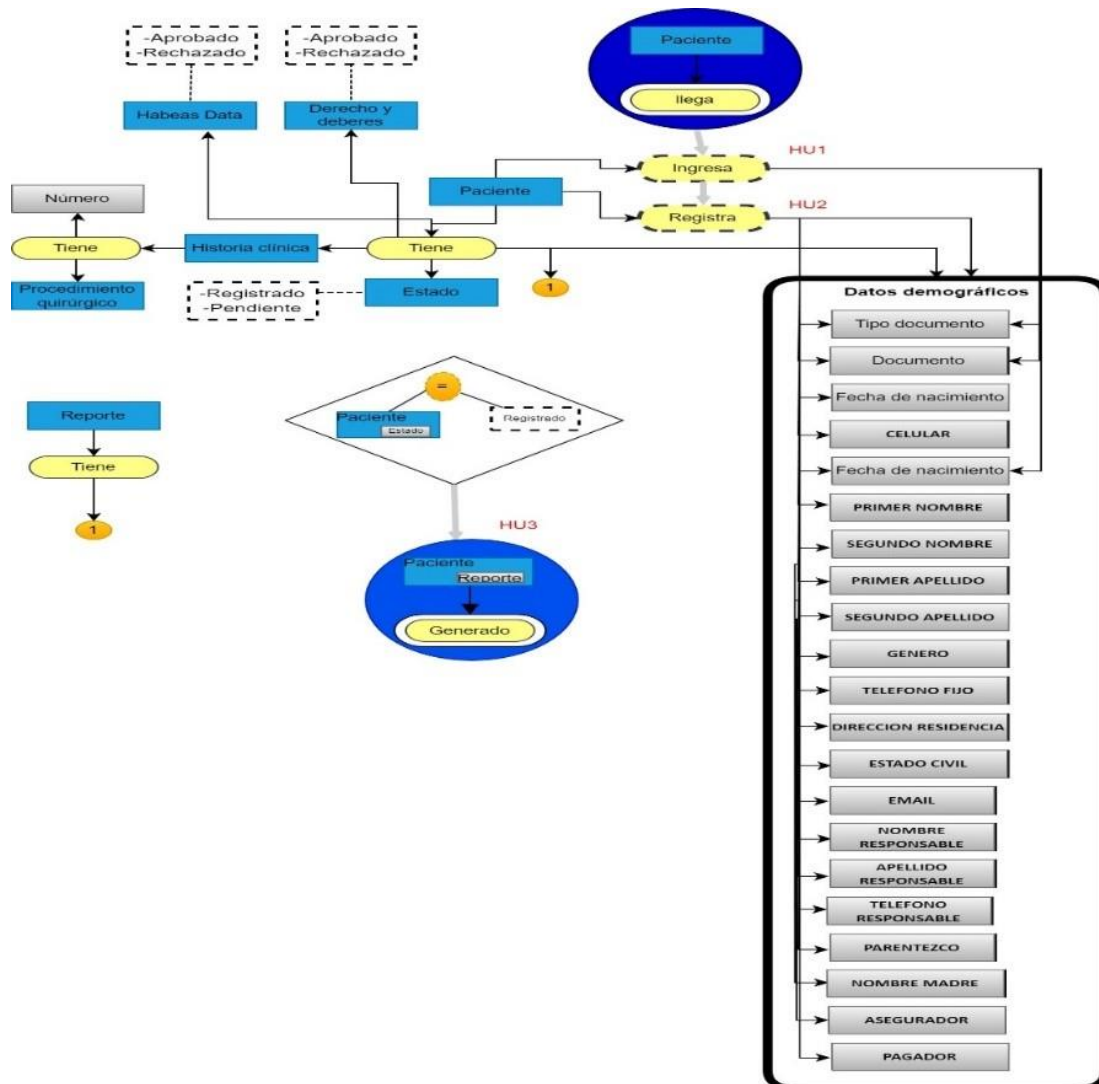 -Aprobado
-Rechazado
-Aprobado
-Rechazado
Paciente
llega
Habeas Data
Derecho y
deberes
HU1
Ingresa
Paciente
Número
HU2
Registra
Tiene
Historia clínica
Tiene
Procedimiento
quirúrgico
-Registrado
-Pendiente
Estado
1
Datos demográficos
Tipo documento
Documento
Fecha de nacimiento
CELULAR
Fecha de nacimiento
PRIMER NOMBRE
SEGUNDO NOMBRE
PRIMER APELLIDO
SEGUNDO APELLIDO
GENERO
TELEFONO FIJO
DIRECCION RESIDENCIA
ESTADO CIVIL
EMAIL
NOMBRE
RESPONSABLE
APELLIDO
RESPONSABLE
TELEFONO
RESPONSABLE
PARENTEZCO
NOMBRE MADRE
ASEGURADOR
PAGADOR
=
Paciente
Estado
Registrado
Reporte
Tiene
1
HU3
Paciente
Reporte
Generado